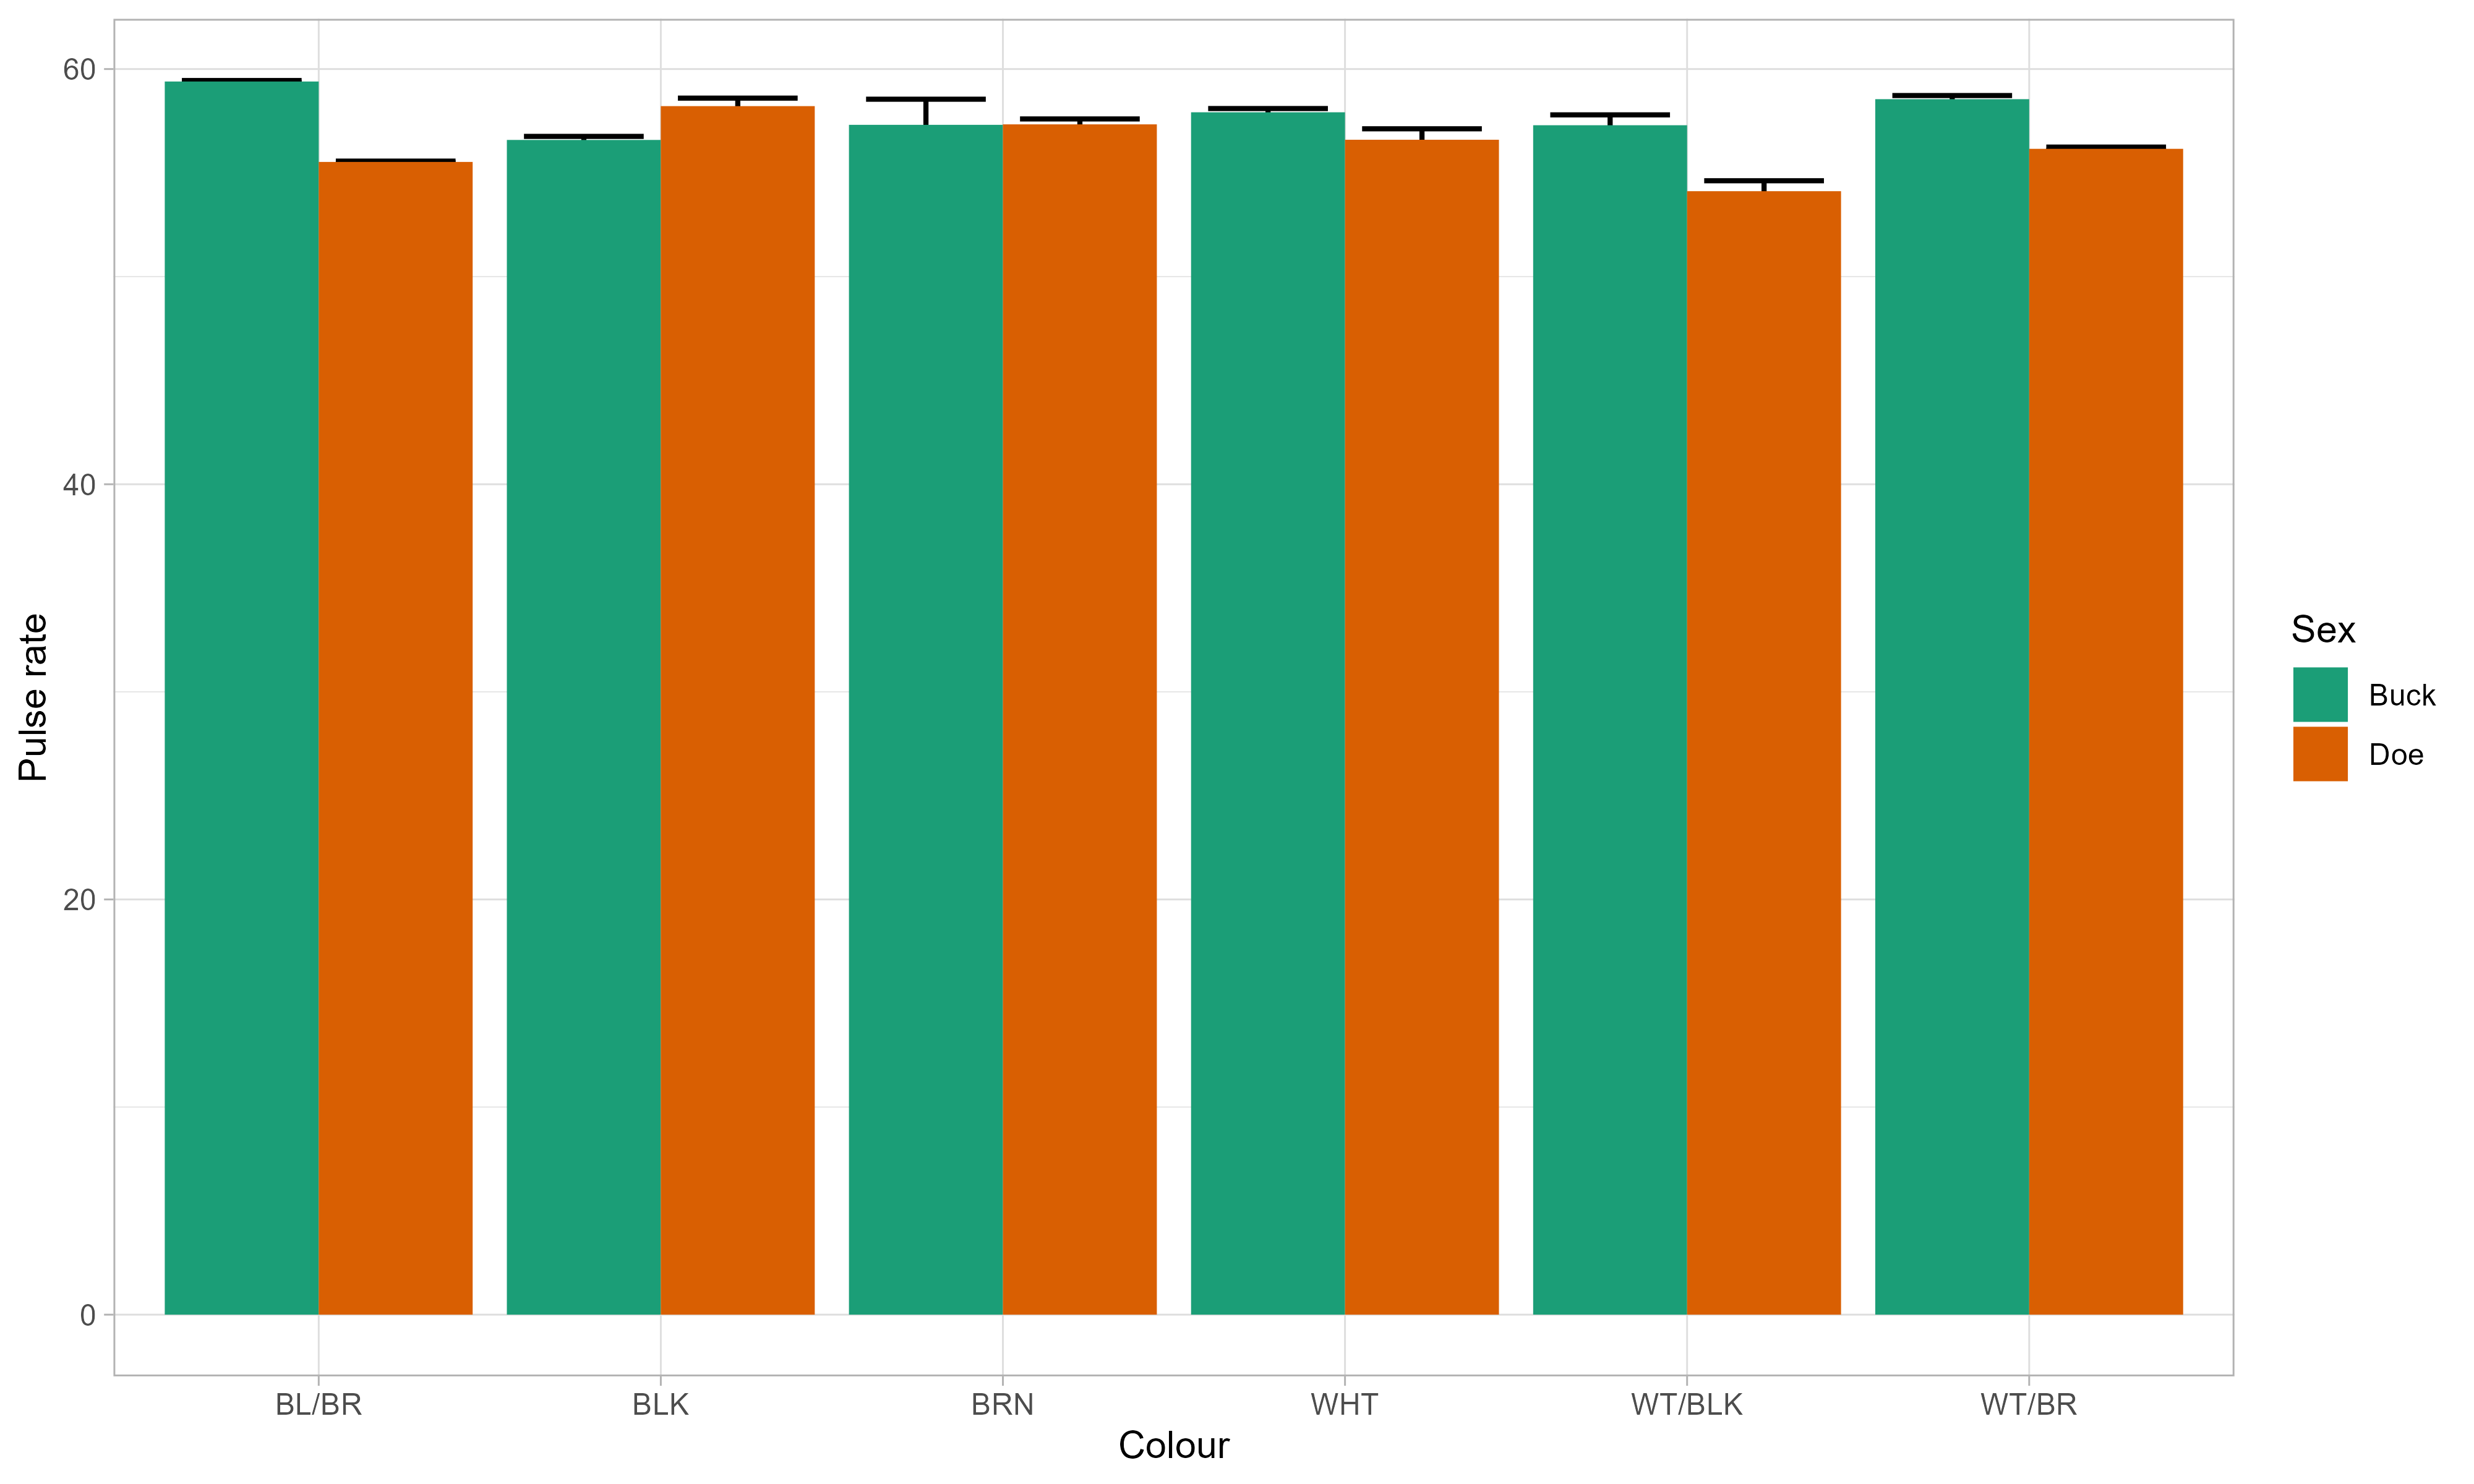 Pulse rate
60
40
20
0
BL/BR
BLK
BRN
WHT
WT/BLK
WT/BR
Colour
Sex
Buck
Doe